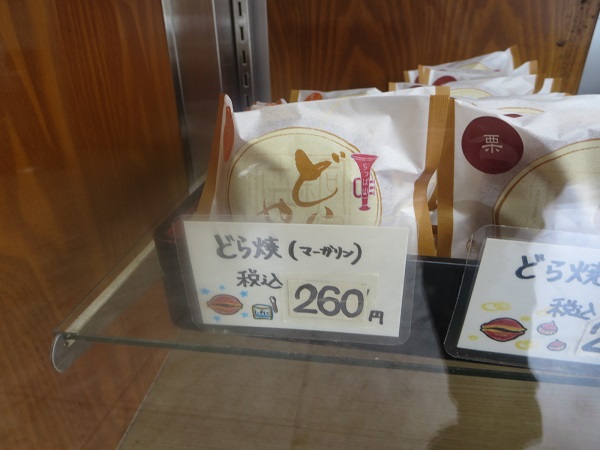 ど
栗
どら焼(マーガリン)
税込
260円
どら焼
税込
2